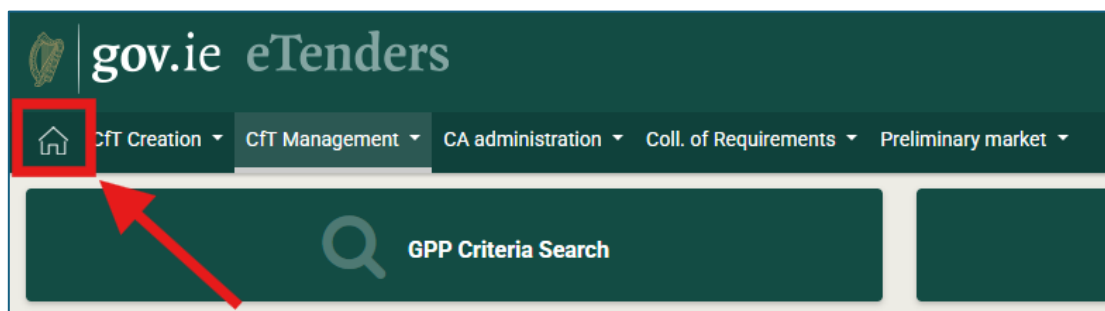 gov.ie eTenders
CfT Creation CfT Management CA administration Coll. of Requirements Preliminary market
GPP Criteria Search